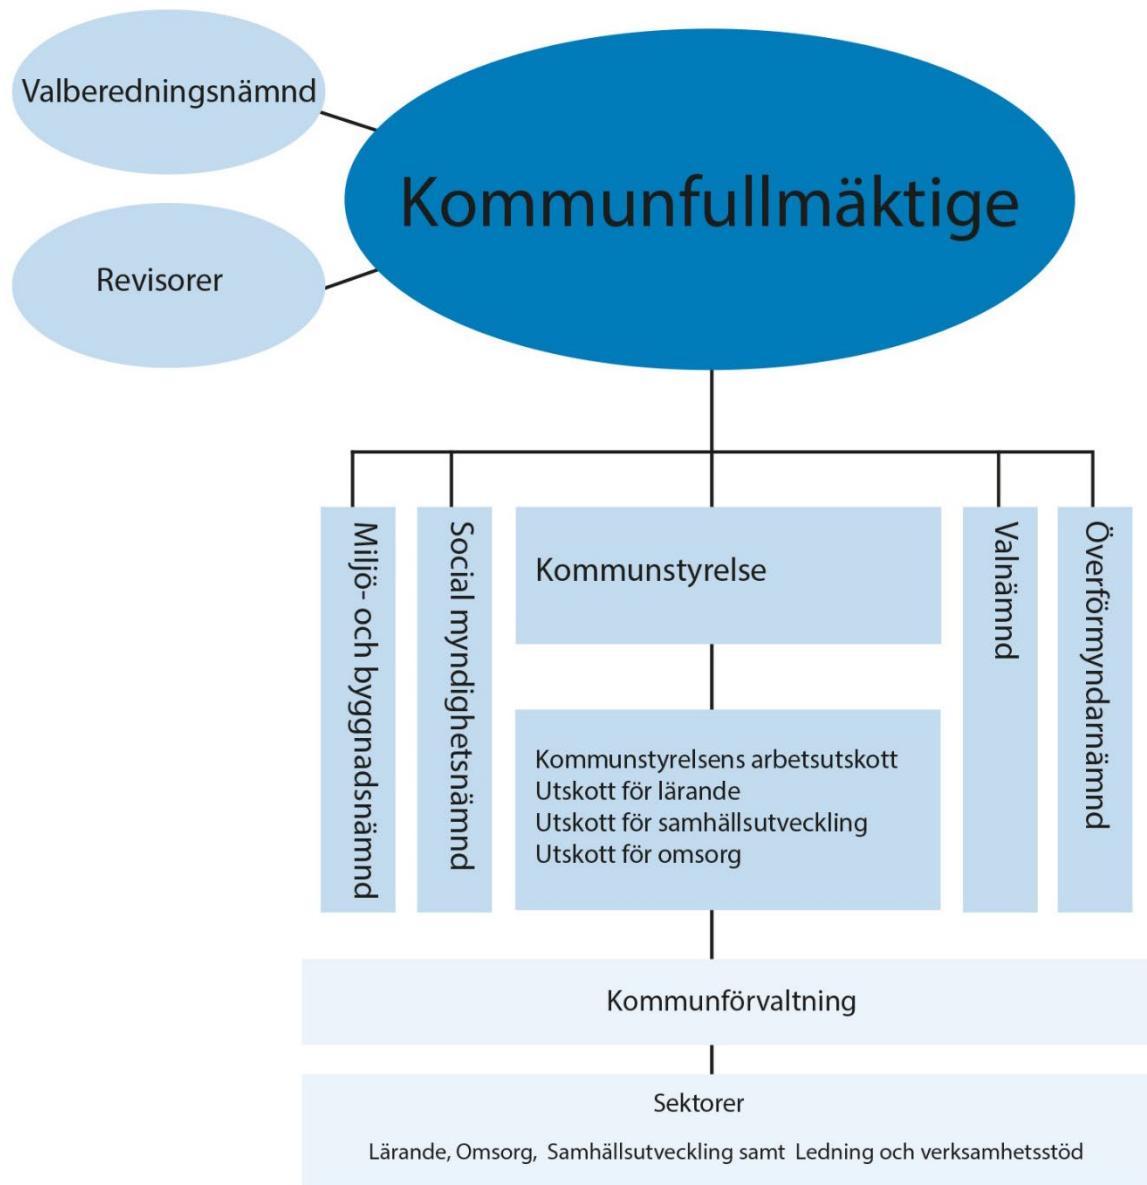 Valberedningsnämnd
Kommunfullmäktige
Revisorer
Miljö- och byggnadsnämnd
Social myndighetsnämnd
Kommunstyrelse
Valnämnd
Överförmyndarnämnd
Kommunstyrelsens arbetsutskott
Utskott för lärande
Utskott för samhällsutveckling
Utskott för omsorg
Kommunförvaltning
Sektorer
Lärande, Omsorg, Samhällsutveckling samt Ledning och verksamhetsstöd